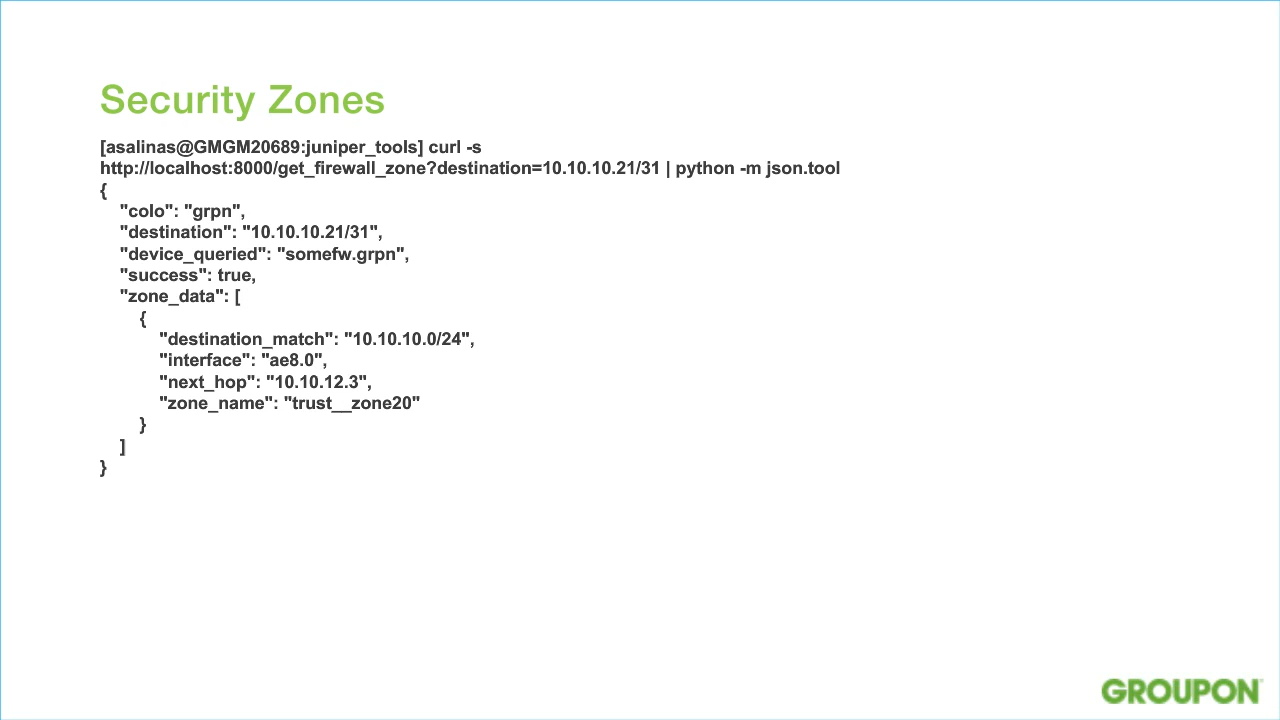 Security Zones
[asalinas@GMGM20689:juniper_tools] curl -s
http://localhost:8000/get_firewall_zone?destination=10.10.10.21/31 | python -m json.tool
{
    "colo": "grpn",
    "destination": "10.10.10.21/31",
    "device_queried": "somefw.grpn",
    "success": true,
    "zone_data": [
        {
            "destination_match": "10.10.10.0/24",
            "interface": "ae8.0",
            "next_hop": "10.10.12.3",
            "zone_name": "trust__zone20"
        }
    ]
}
GROUPON